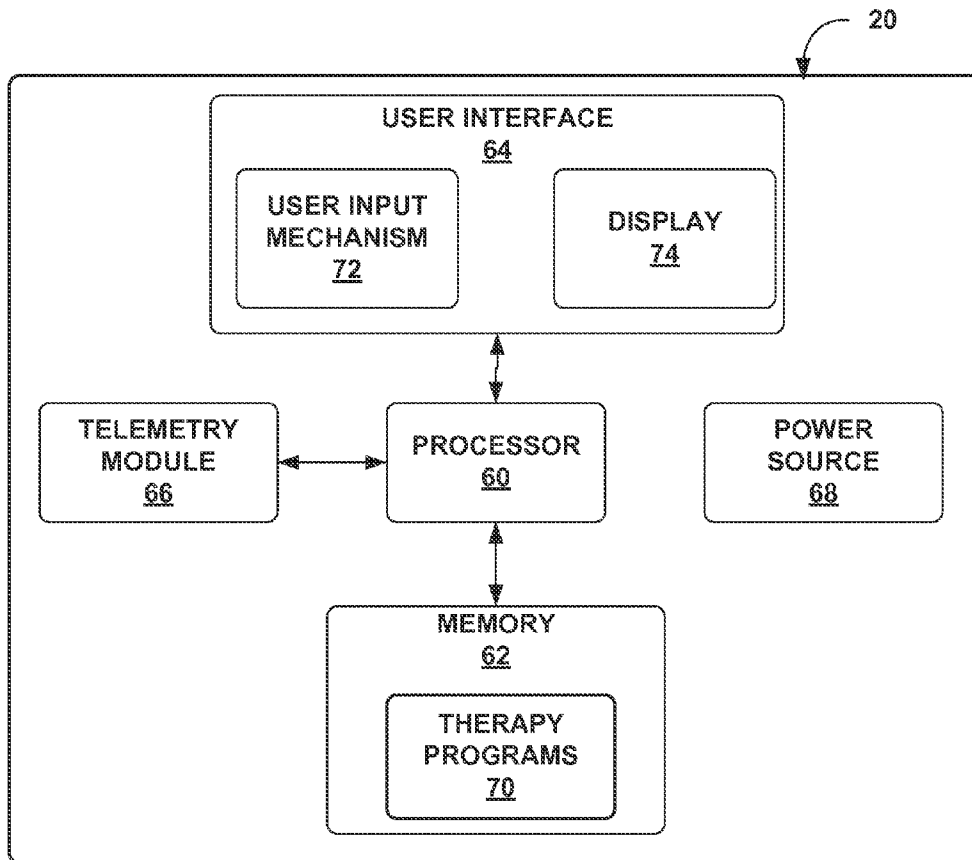 20
USER INTERFACE
64
USER INPUT
MECHANISM
72
DISPLAY
74
TELEMETRY
MODULE
66
PROCESSOR
60
POWER
SOURCE
68
MEMORY
62
THERAPY
PROGRAMS
70